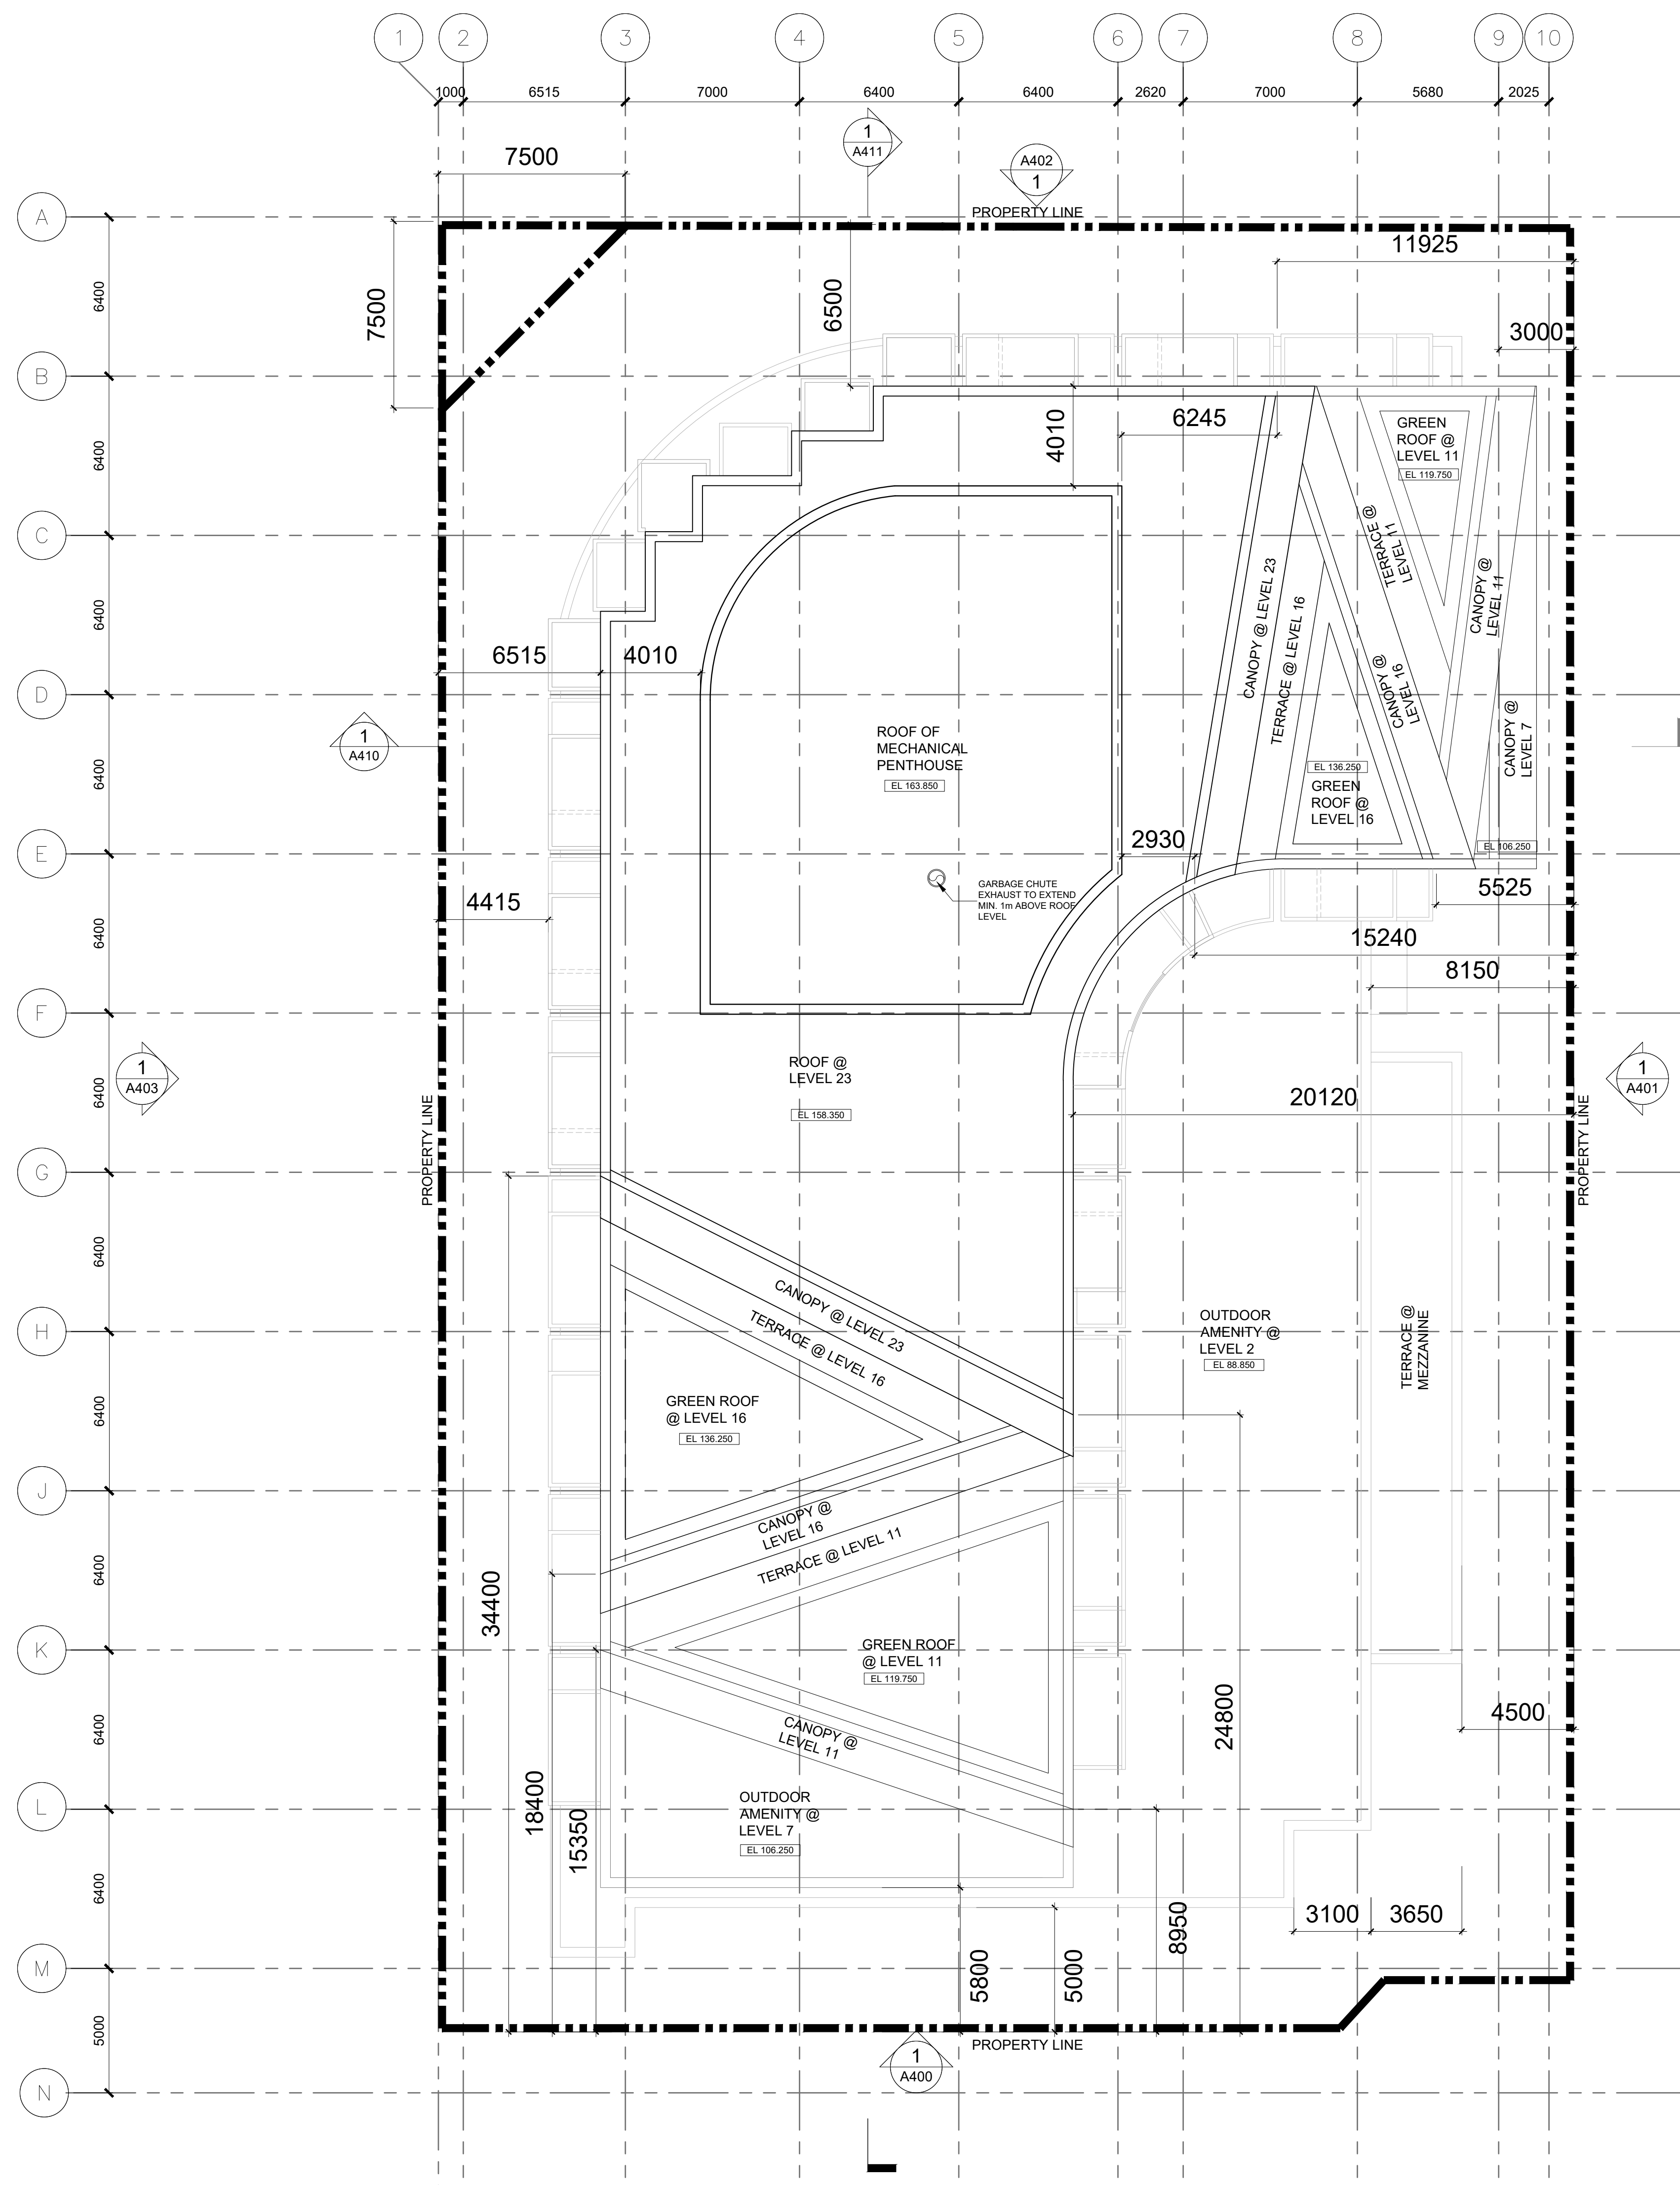 1
2
3
4
5
6
7
8
9
10
1000
6515
7000
6400
6400
2620
7000
5680
2025
1
A411
A402
1
7500
PROPERTY LINE
A
11925
6400
7500
6500
3000
B
4010
6245
GREEN
ROOF @
LEVEL 11
EL 119.750
6400
C
TERRACE @
LEVEL 11
6400
CANOPY @ LEVEL 23
TERRACE @ LEVEL 16
CANOPY @
LEVEL 11
6515
4010
CANOPY @
LEVEL 16
D
CANOPY @
LEVEL 7
1
A410
ROOF OF
MECHANICAL
PENTHOUSE
EL 163.850
6400
EL 136.250
GREEN
ROOF @
LEVEL 16
2930
EL 106.250
E
GARBAGE CHUTE
EXHAUST TO EXTEND
MIN. 1m ABOVE ROOF
LEVEL
5525
4415
6400
15240
8150
F
1
A403
ROOF @
LEVEL 23
EL 158.350
1
A401
6400
20120
PROPERTY LINE
PROPERTY LINE
G
6400
CANOPY @ LEVEL 23
TERRACE @ LEVEL 16
OUTDOOR
AMENITY @
LEVEL 2
EL 88.850
TERRACE @
MEZZANINE
H
GREEN ROOF
@ LEVEL 16
EL 136.250
6400
J
CANOPY @
LEVEL 16
TERRACE @ LEVEL 11
6400
34400
K
GREEN ROOF
@ LEVEL 11
EL 119.750
24800
4500
6400
CANOPY @
LEVEL 11
18400
15350
L
OUTDOOR
AMENITY @
LEVEL 7
EL 106.250
6400
3100
3650
8950
5800
5000
M
5000
PROPERTY LINE
1
A400
N